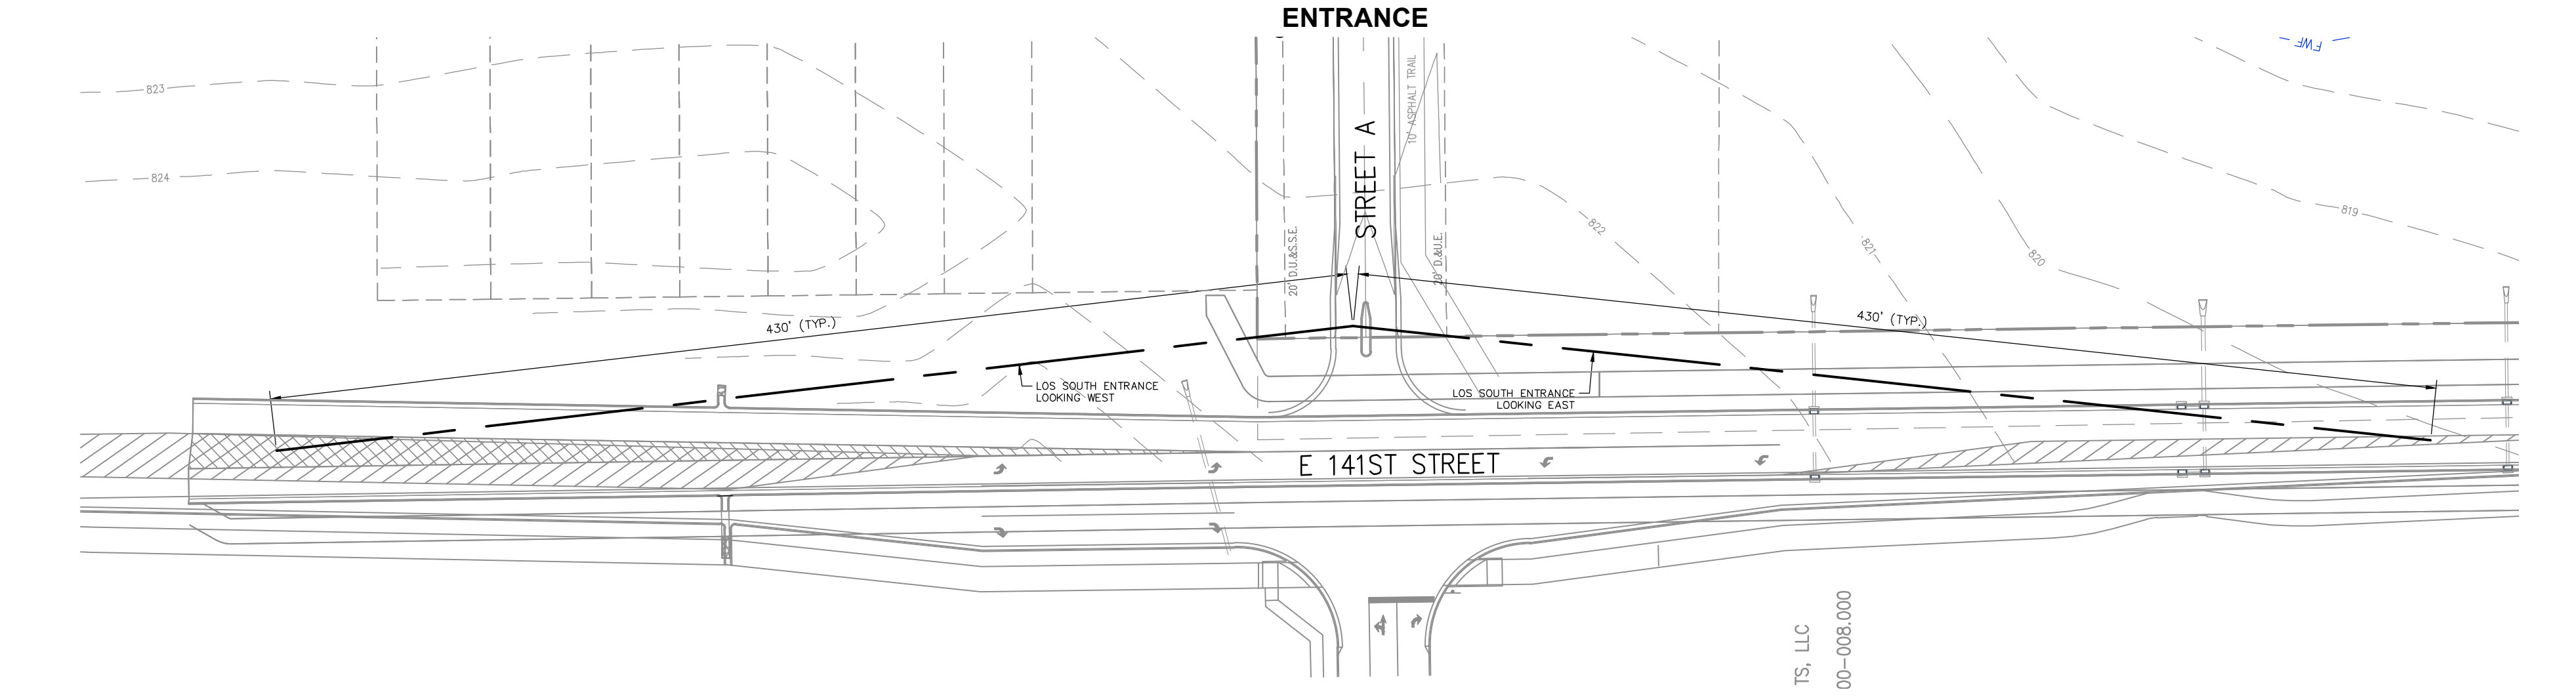 ENTRANCE
FWF
823
10' ASPHALT TRAIL
STREET A
824
819
822
821
820
20' D.U.&S.S.E.
20' D.&U.E.
430' (TYP.)
430' (TYP.)
LOS SOUTH ENTRANCE
LOOKING WEST
LOS SOUTH ENTRANCE
LOOKING EAST
E 141ST STREET
TS, LLC
00-008.000